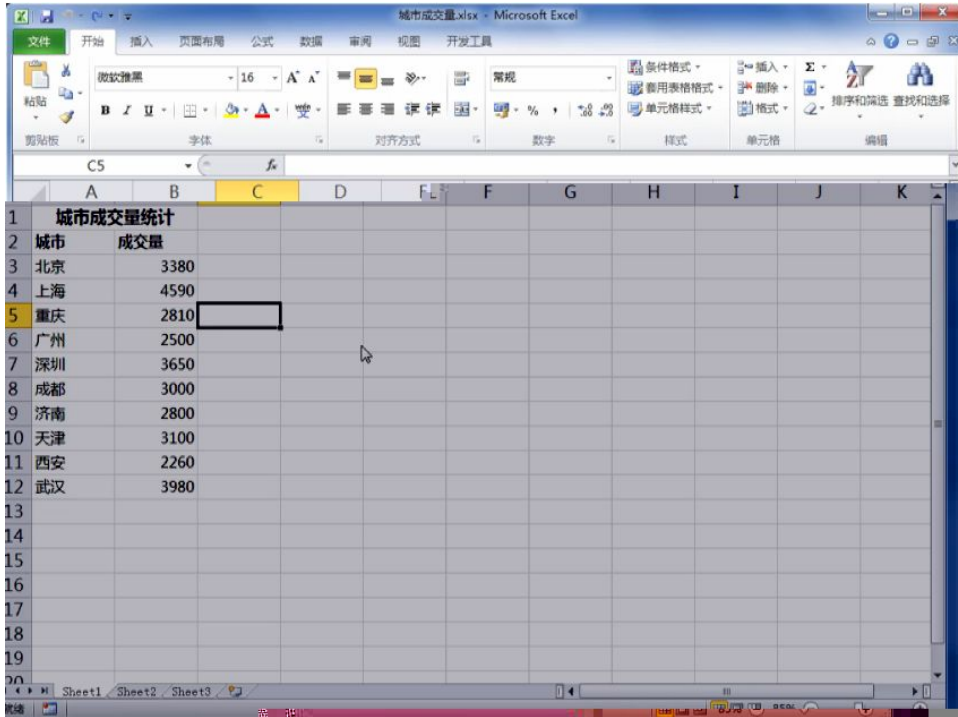 城市成交量.xlsx - Microsoft Excel
文件 开始 插入 页面布局 公式 数据 审阅 视图 开发工具
微软雅黑 16 A A 常规 条件格式 插入 Σ
粘贴 套用表格格式 删除 排序和筛选 查找和选择
B I U A 变 % , 单元格样式 格式
剪贴板 字体 对齐方式 数字 样式 单元格 编辑
C5 fx
A B C D F G H I J K
1 城市成交量统计
2 城市 成交量
3 北京 3380
4 上海 4590
5 重庆 2810
6 广州 2500
7 深圳 3650
8 成都 3000
9 济南 2800
10 天津 3100
11 西安 2260
12 武汉 3980
13
14
15
16
17
18
19
20
Sheet1 Sheet2 Sheet3
就绪 85%